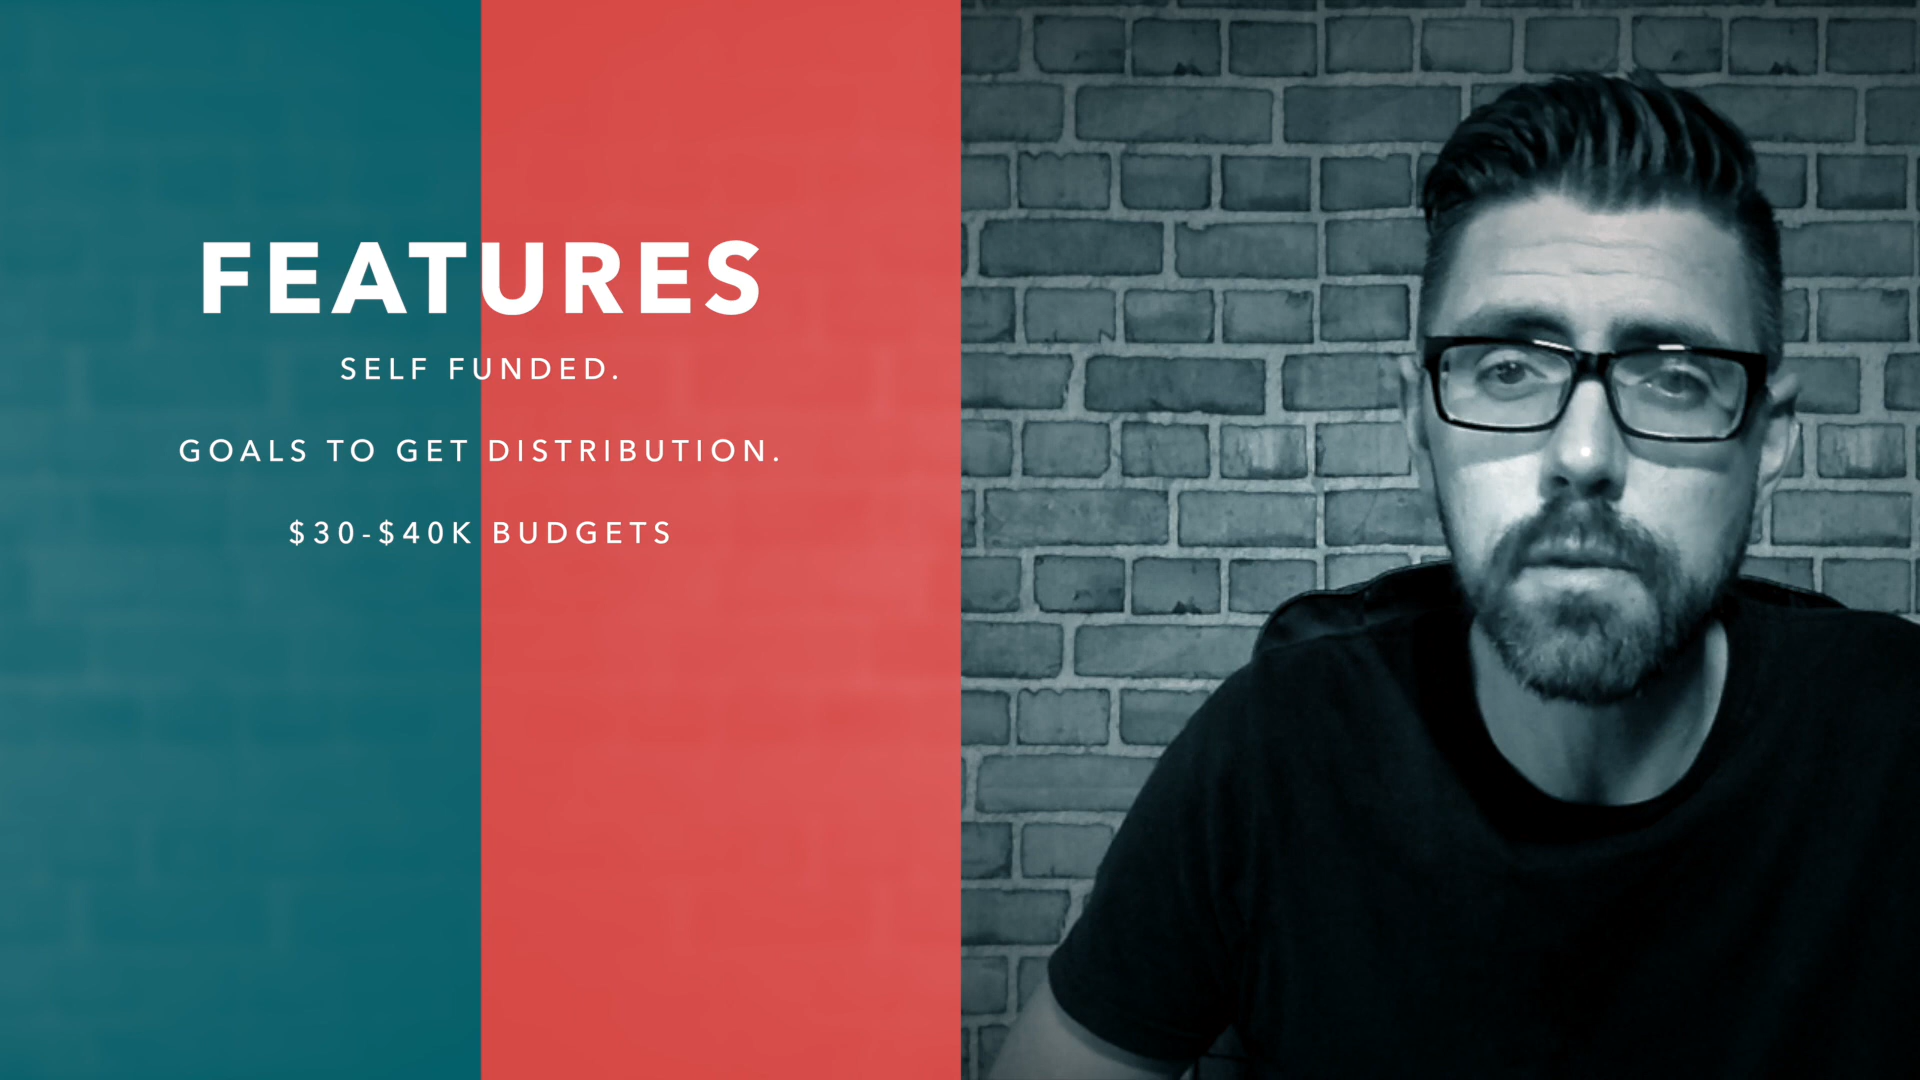 FEATURES
SELF FUNDED.
GOALS TO GET DISTRIBUTION.
$30-$40K BUDGETS